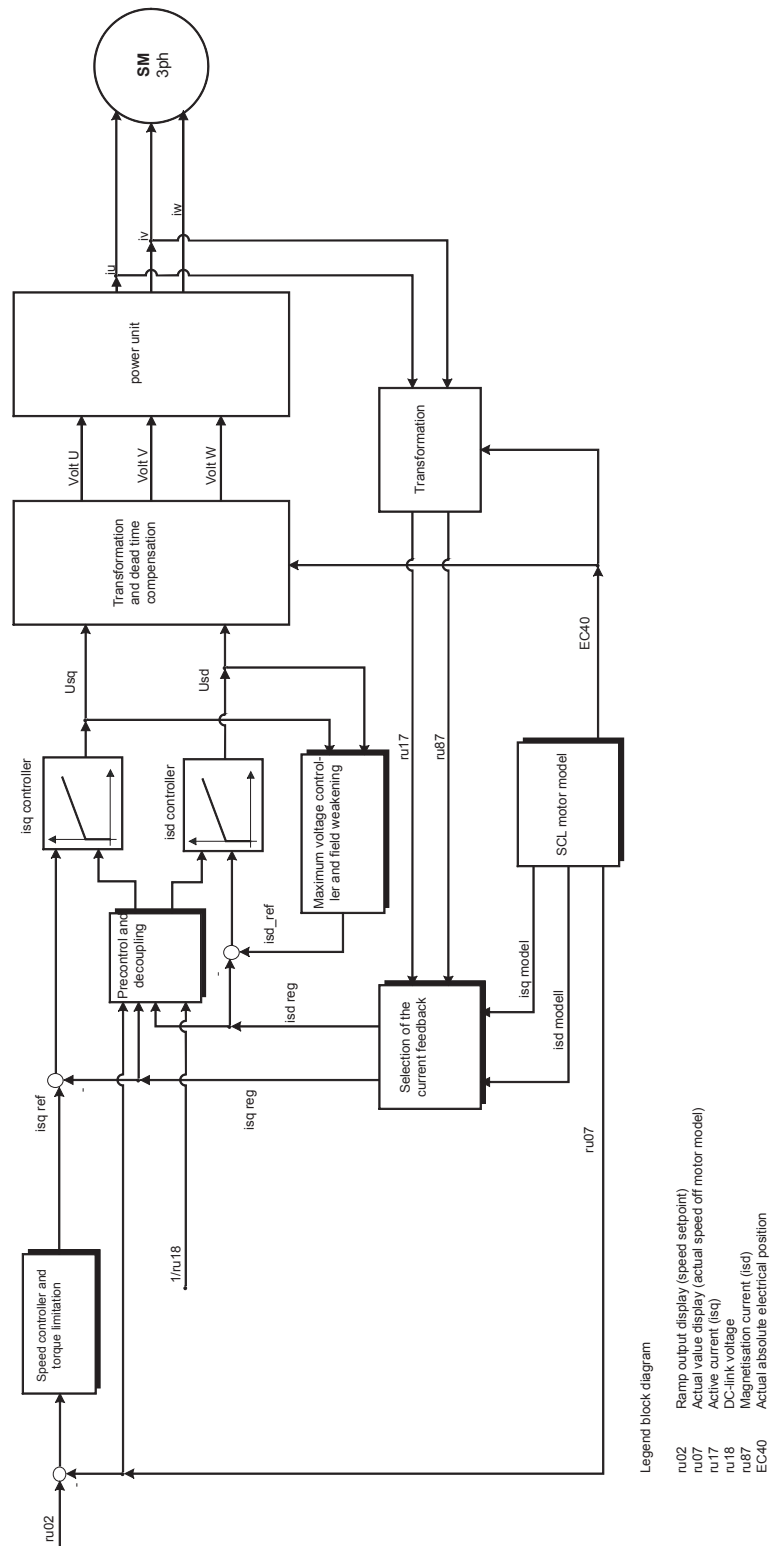 ru02
-
Speed controller and
torque limitation
isq ref
-
1/ru18
isq reg
isd reg
Precontrol and
decoupling
-
isd_ref
isq controller
isd controller
Maximum voltage control-
ler and field weakening
Usq
Usd
Transformation
and dead time
compensation
Volt U
Volt V
Volt W
power unit
iu
iv
iw
SM
3ph
Transformation
ru17
ru87
EC40
Selection of the
current feedback
isq model
isd modell
SCL motor model
ru07
Legend block diagram
ru02 Ramp output display (speed setpoint)
ru07 Actual value display (actual speed off motor model)
ru17 Active current (isq)
ru18 DC-link voltage
ru87 Magnetisation current (isd)
EC40 Actual absolute electrical position